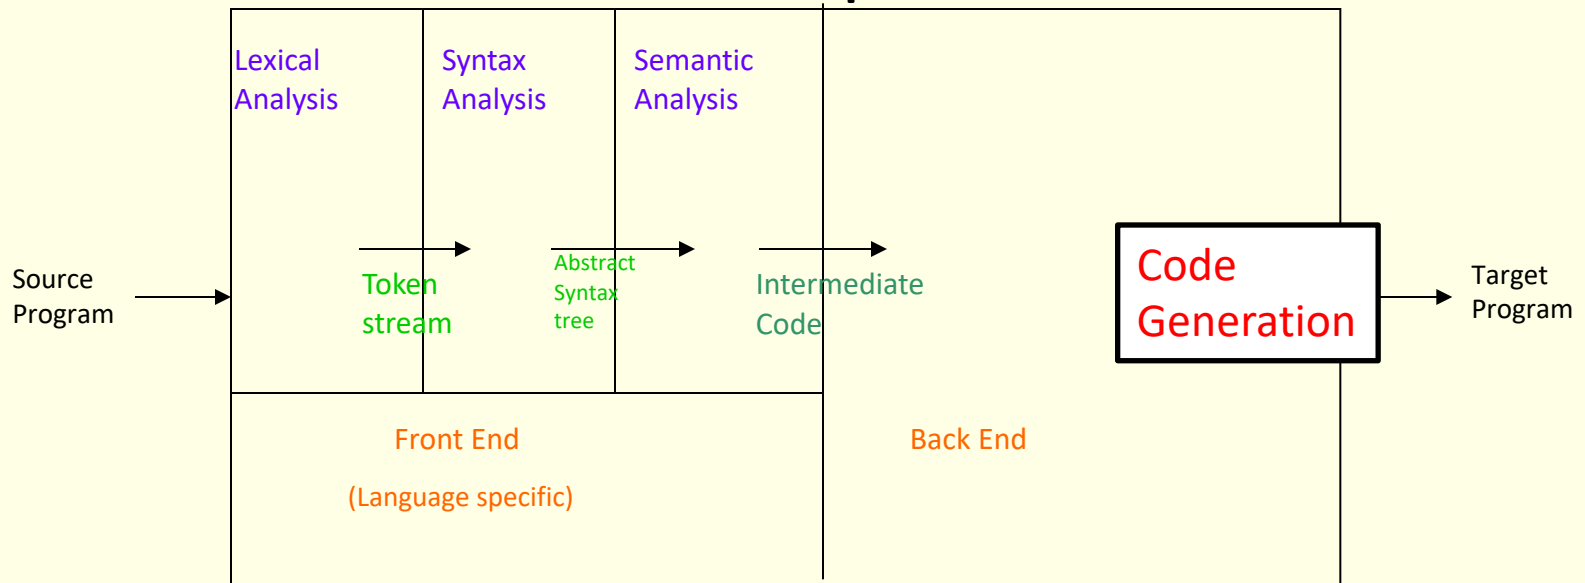 Lexical
Analysis
Syntax
Analysis
Semantic
Analysis
Source
Program
Token
stream
Abstract
Syntax
tree
Intermediate
Code
Code
Generation
Target
Program
Front End
(Language specific)
Back End